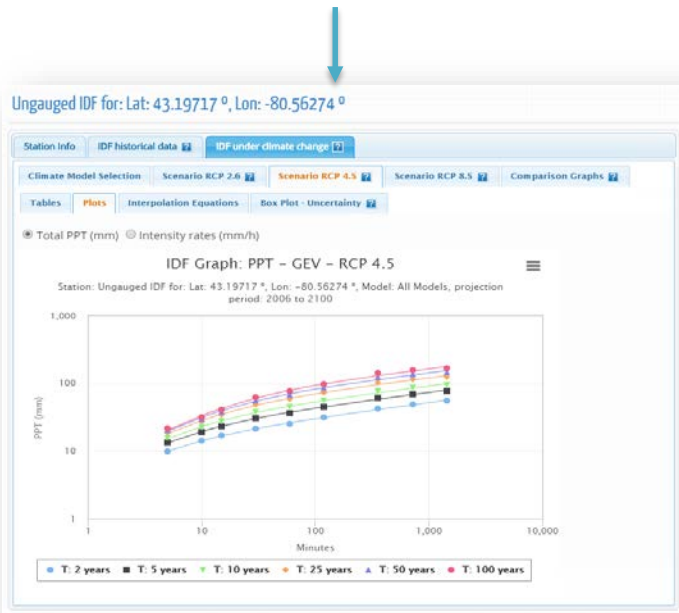 Ungauged IDF for: Lat: 43.19717 º, Lon: -80.56274 º
Station Info IDF historical data ? IDF under climate change ?
Climate Model Selection Scenario RCP 2.6 ? Scenario RCP 4.5 ? Scenario RCP 8.5 ? Comparison Graphs ?
Tables Plots Interpolation Equations Box Plot - Uncertainty ?
Total PPT (mm) Intensity rates (mm/h)
IDF Graph: PPT – GEV – RCP 4.5
Station: Ungauged IDF for: Lat: 43.19717 º, Lon: −80.56274 º, Model: All Models, projection
period: 2006 to 2100
1,000
100
10
1
PPT (mm)
1 10 100 1,000 10,000
Minutes
T: 2 years T: 5 years T: 10 years T: 25 years T: 50 years T: 100 years